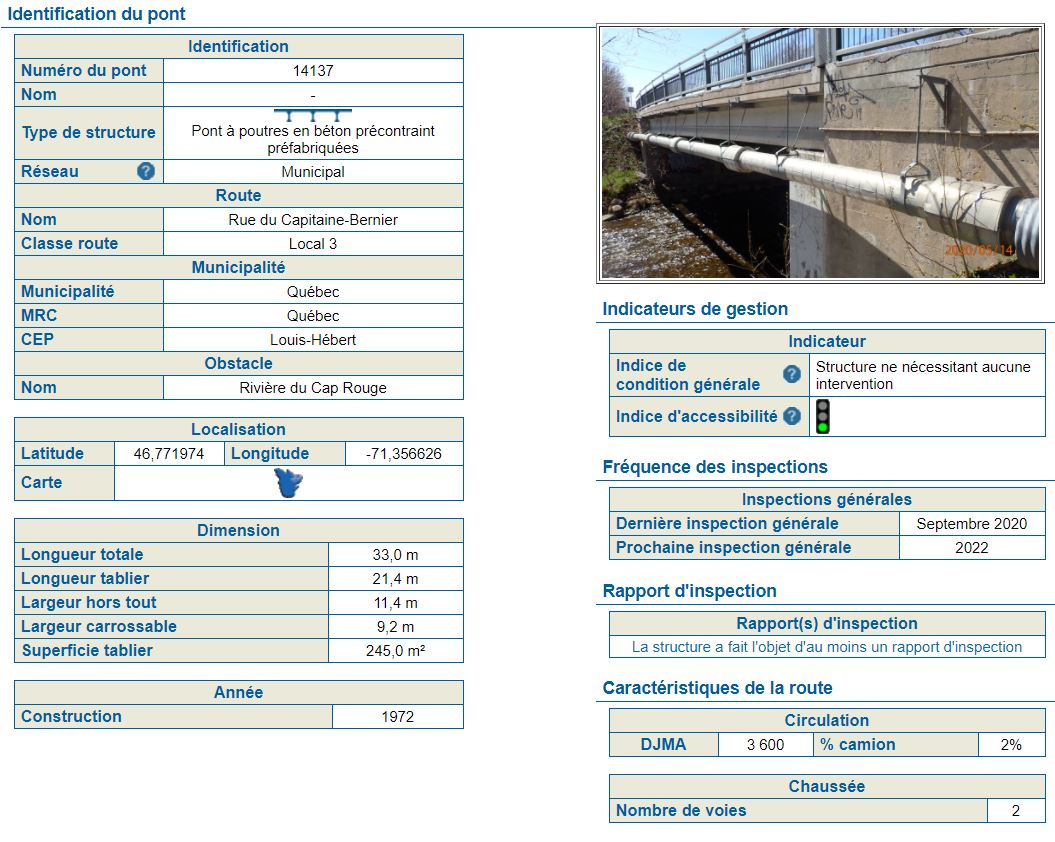 Identification du pont
Identification
Numéro du pont 14137
Nom -
Type de structure Pont à poutres en béton précontraint
préfabriquées
Réseau ? Municipal
Route
Nom Rue du Capitaine-Bernier
Classe route Local 3
Municipalité
Municipalité Québec
MRC Québec
CEP Louis-Hébert
Obstacle
Nom Rivière du Cap Rouge
Localisation
Latitude 46,771974 Longitude -71,356626
Carte
Dimension
Longueur totale 33,0 m
Longueur tablier 21,4 m
Largeur hors tout 11,4 m
Largeur carrossable 9,2 m
Superficie tablier 245,0 m²
Année
Construction 1972
2020/05/14
Indicateurs de gestion
Indicateur
Indice de
condition générale ? Structure ne nécessitant aucune
intervention
Indice d'accessibilité ?
Fréquence des inspections
Inspections générales
Dernière inspection générale Septembre 2020
Prochaine inspection générale 2022
Rapport d'inspection
Rapport(s) d'inspection
La structure a fait l'objet d'au moins un rapport d'inspection
Caractéristiques de la route
Circulation
DJMA 3 600 % camion 2%
Chaussée
Nombre de voies 2